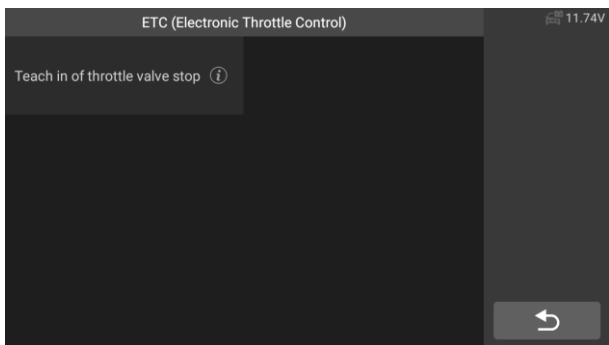 ETC (Electronic Throttle Control)
11.74V
Teach in of throttle valve stop